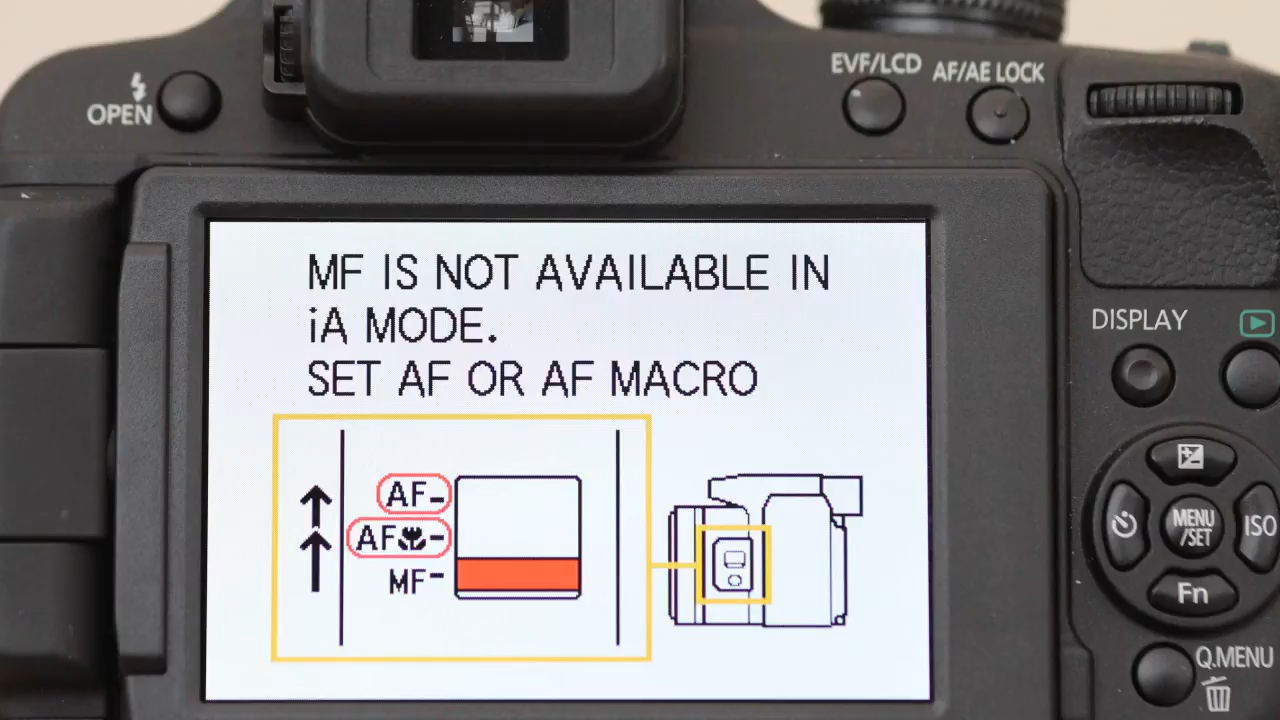 EVF/LCD
AF/AE LOCK
OPEN
MF IS NOT AVAILABLE IN
iA MODE.
SET AF OR AF MACRO
AF
AF
MF
DISPLAY
MENU
/SET
ISO
Fn
Q.MENU